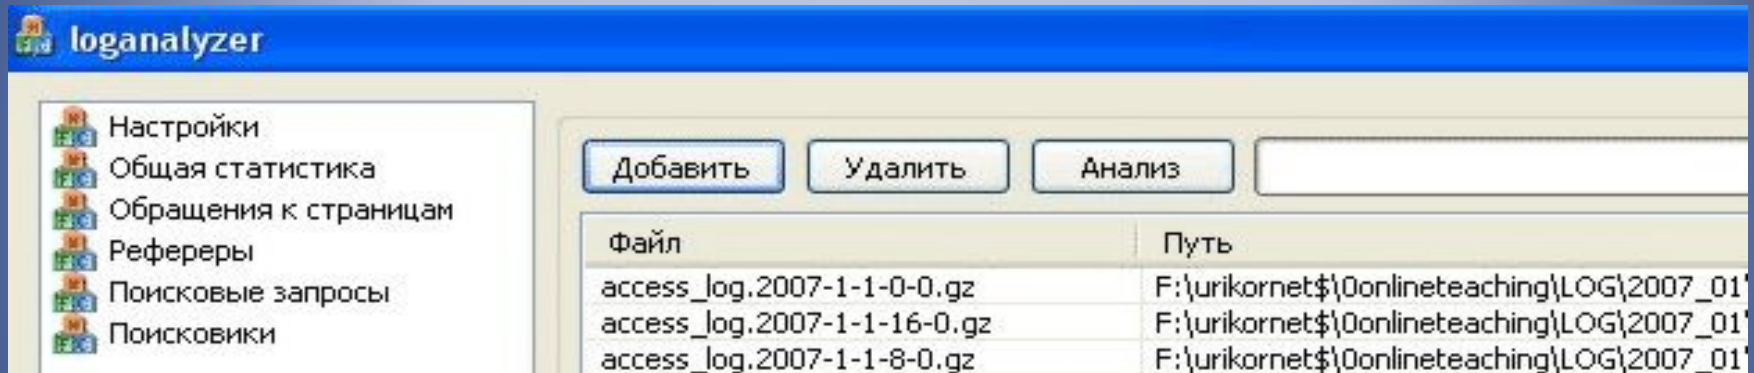 loganalyzer
Настройки
Общая статистика
Обращения к страницам
Рефереры
Поисковые запросы
Поисковики
Добавить Удалить Анализ
Файл Путь
access_log.2007-1-1-0-0.gz F:\urikornet$\0onlineteaching\LOG\2007_01\
access_log.2007-1-1-16-0.gz F:\urikornet$\0onlineteaching\LOG\2007_01\
access_log.2007-1-1-8-0.gz F:\urikornet$\0onlineteaching\LOG\2007_01\